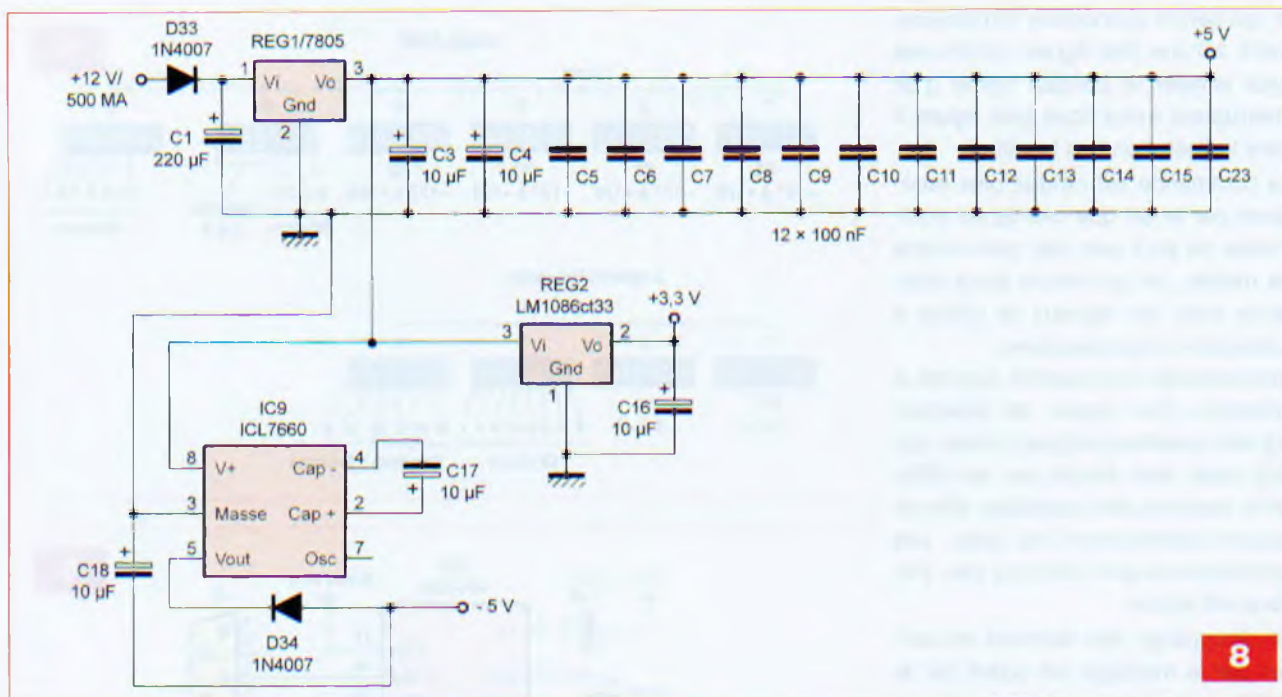 D33
1N4007
REG1/7805
+5 V
+12 V/
500 MA
1
Vi
Vo
3
Gnd
2
+
C1
220 µF
+
C3
10 µF
+
C4
10 µF
C5
C6
C7
C8
C9
C10
C11
C12
C13
C14
C15
C23
12 × 100 nF
REG2
LM1086ct33
+3,3 V
3
Vi
Vo
2
Gnd
1
+
C16
10 µF
IC9
ICL7660
8
V+
Cap -
4
3
Masse
Cap +
2
5
Vout
Osc
7
C17
+
10 µF
+
C18
10 µF
- 5 V
D34
1N4007
8